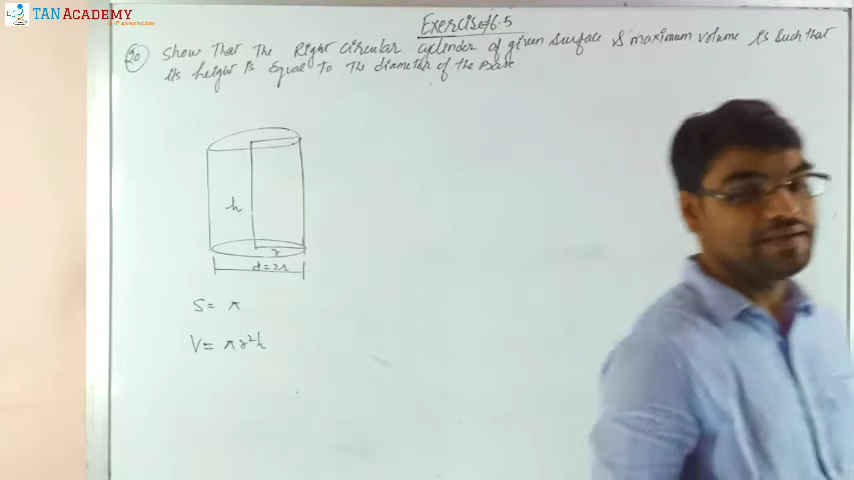 TAN ACADEMY
Exercise 6.5
20 Show That The Right circular cylinder of given surface & maximum volume is such that
its height is Equal To The diameter of the Base.
h
r
d=2r
S= π
V= πr²h